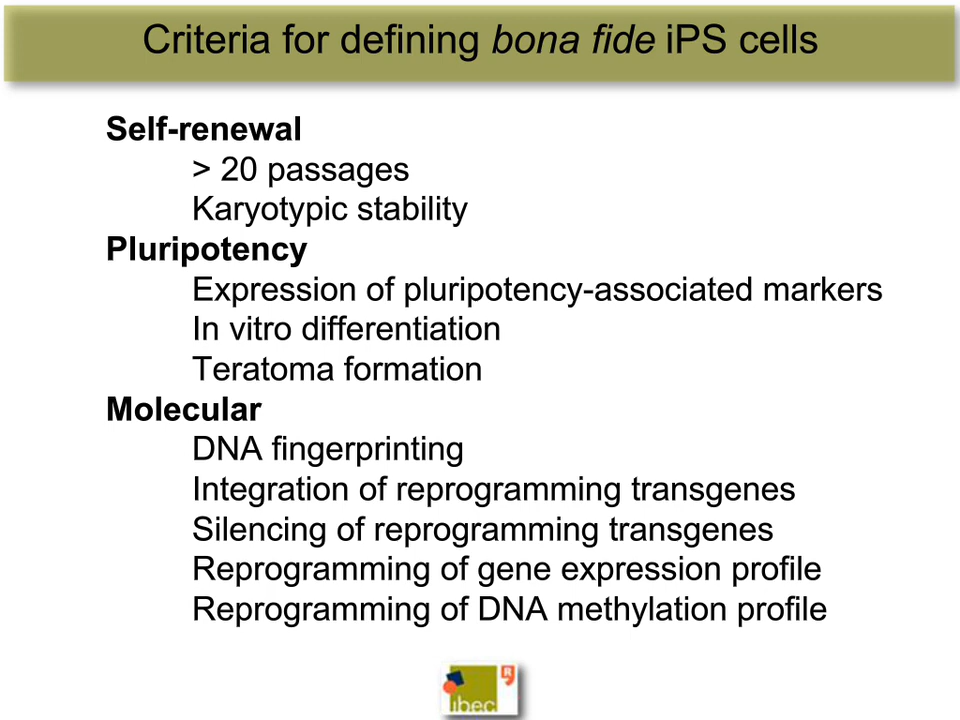 Criteria for defining bona fide iPS cells
Self-renewal
> 20 passages
Karyotypic stability
Pluripotency
Expression of pluripotency-associated markers
In vitro differentiation
Teratoma formation
Molecular
DNA fingerprinting
Integration of reprogramming transgenes
Silencing of reprogramming transgenes
Reprogramming of gene expression profile
Reprogramming of DNA methylation profile
ibec